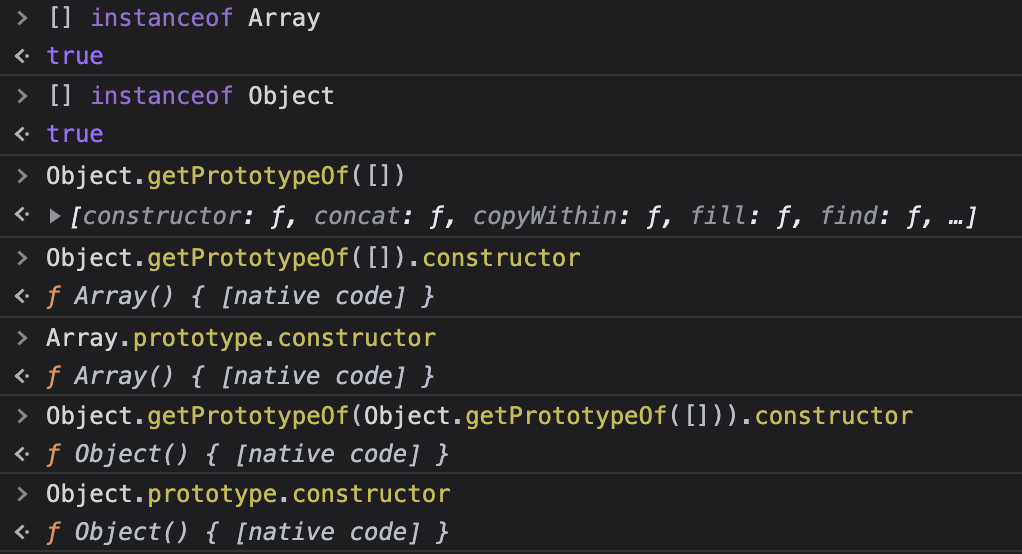 > [] instanceof Array
<· true
> [] instanceof Object
<· true
> Object.getPrototypeOf([])
<· ▶ [constructor: ƒ, concat: ƒ, copyWithin: ƒ, fill: ƒ, find: ƒ, …]
> Object.getPrototypeOf([]).constructor
<· ƒ Array() { [native code] }
> Array.prototype.constructor
<· ƒ Array() { [native code] }
> Object.getPrototypeOf(Object.getPrototypeOf([])).constructor
<· ƒ Object() { [native code] }
> Object.prototype.constructor
<· ƒ Object() { [native code] }